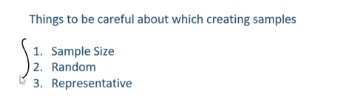 Things to be careful about which creating samples
1. Sample Size
2. Random
3. Representative